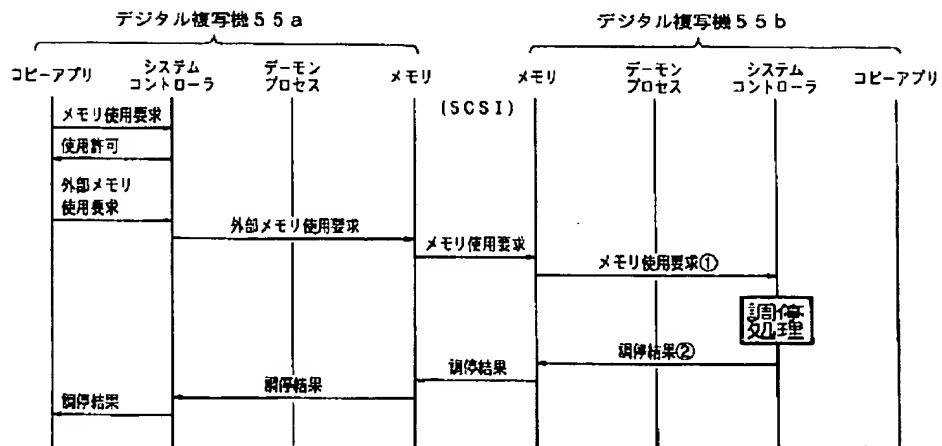 デジタル複写機55a
デジタル複写機55b
コピーアプリ
システム
コントローラ
デーモン
プロセス
メモリ
メモリ
デーモン
プロセス
システム
コントローラ
コピーアプリ
(SCSI)
メモリ使用要求
使用許可
外部メモリ
使用要求
外部メモリ使用要求
メモリ使用要求
メモリ使用要求①
調停
処理
調停結果②
調停結果
調停結果
調停結果